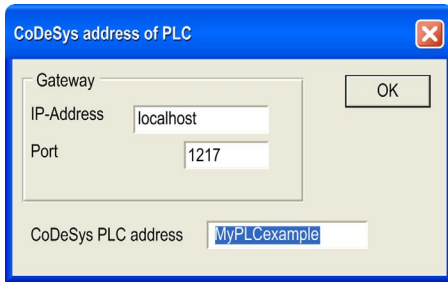 CoDeSys address of PLC
Gateway
OK
IP-Address localhost
Port 1217
CoDeSys PLC address MyPLCexample